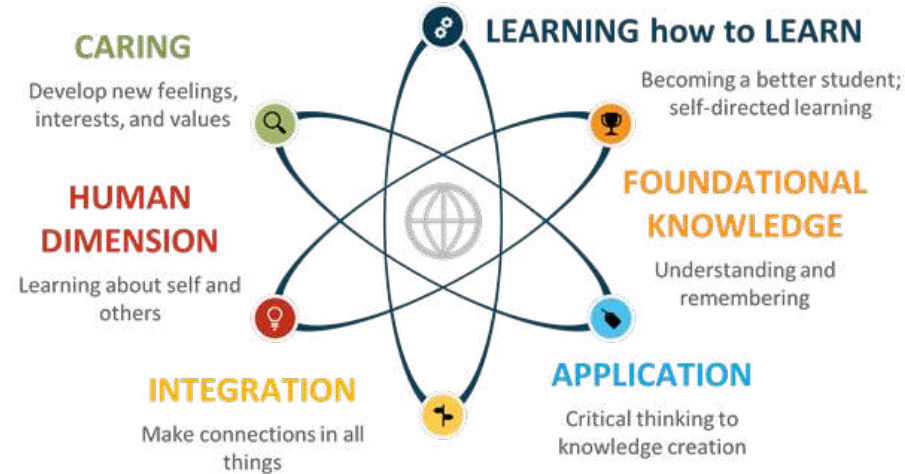 LEARNING how to LEARN
Becoming a better student;
self-directed learning
FOUNDATIONAL
KNOWLEDGE
Understanding and
remembering
APPLICATION
Critical thinking to
knowledge creation
INTEGRATION
Make connections in all
things
HUMAN
DIMENSION
Learning about self and
others
CARING
Develop new feelings,
interests, and values